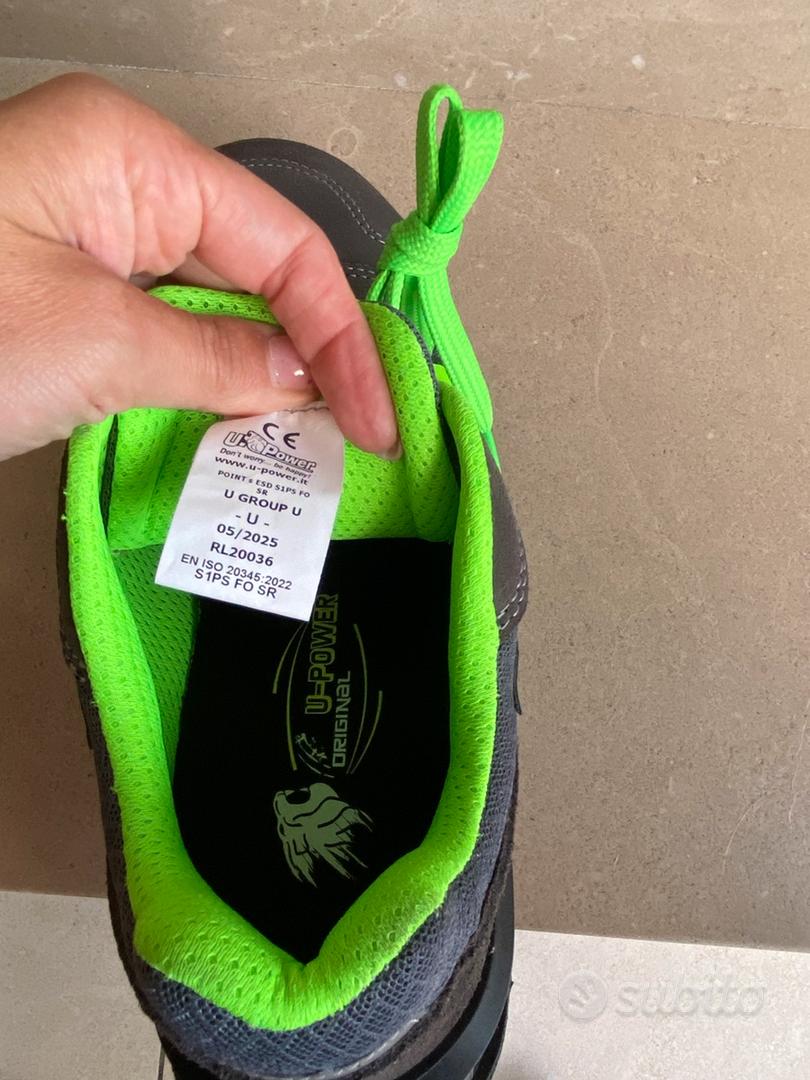 CE
U-Power
Don't worry... be happy!
www.u-power.it
POINT s ESD S1PS FO
SR
U GROUP U
- U -
05/2025
RL20036
EN ISO 20345:2022
S1PS FO SR
U-POWER
ORIGINAL
subito